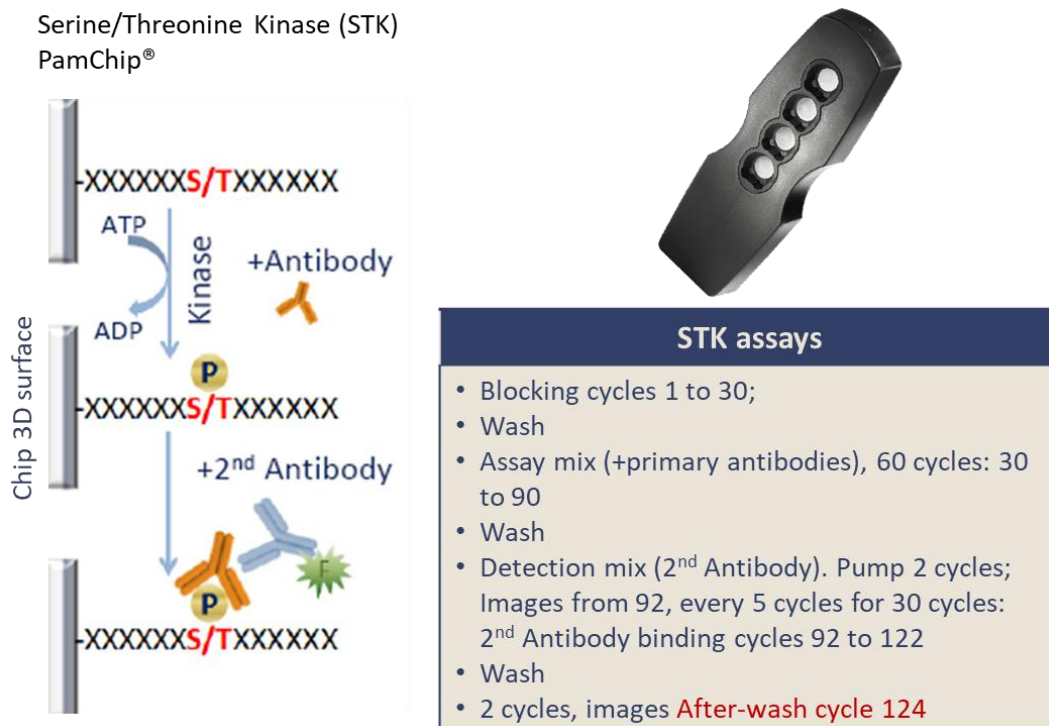 Serine/Threonine Kinase (STK)
PamChip®
Chip 3D surface
-XXXXXXS/TXXXXXX
ATP
ADP
Kinase
+Antibody
P
-XXXXXXS/TXXXXXX
+2nd Antibody
F
P
-XXXXXXS/TXXXXXX
STK assays
• Blocking cycles 1 to 30;
• Wash
• Assay mix (+primary antibodies), 60 cycles: 30
to 90
• Wash
• Detection mix (2nd Antibody). Pump 2 cycles;
Images from 92, every 5 cycles for 30 cycles:
2nd Antibody binding cycles 92 to 122
• Wash
• 2 cycles, images After-wash cycle 124